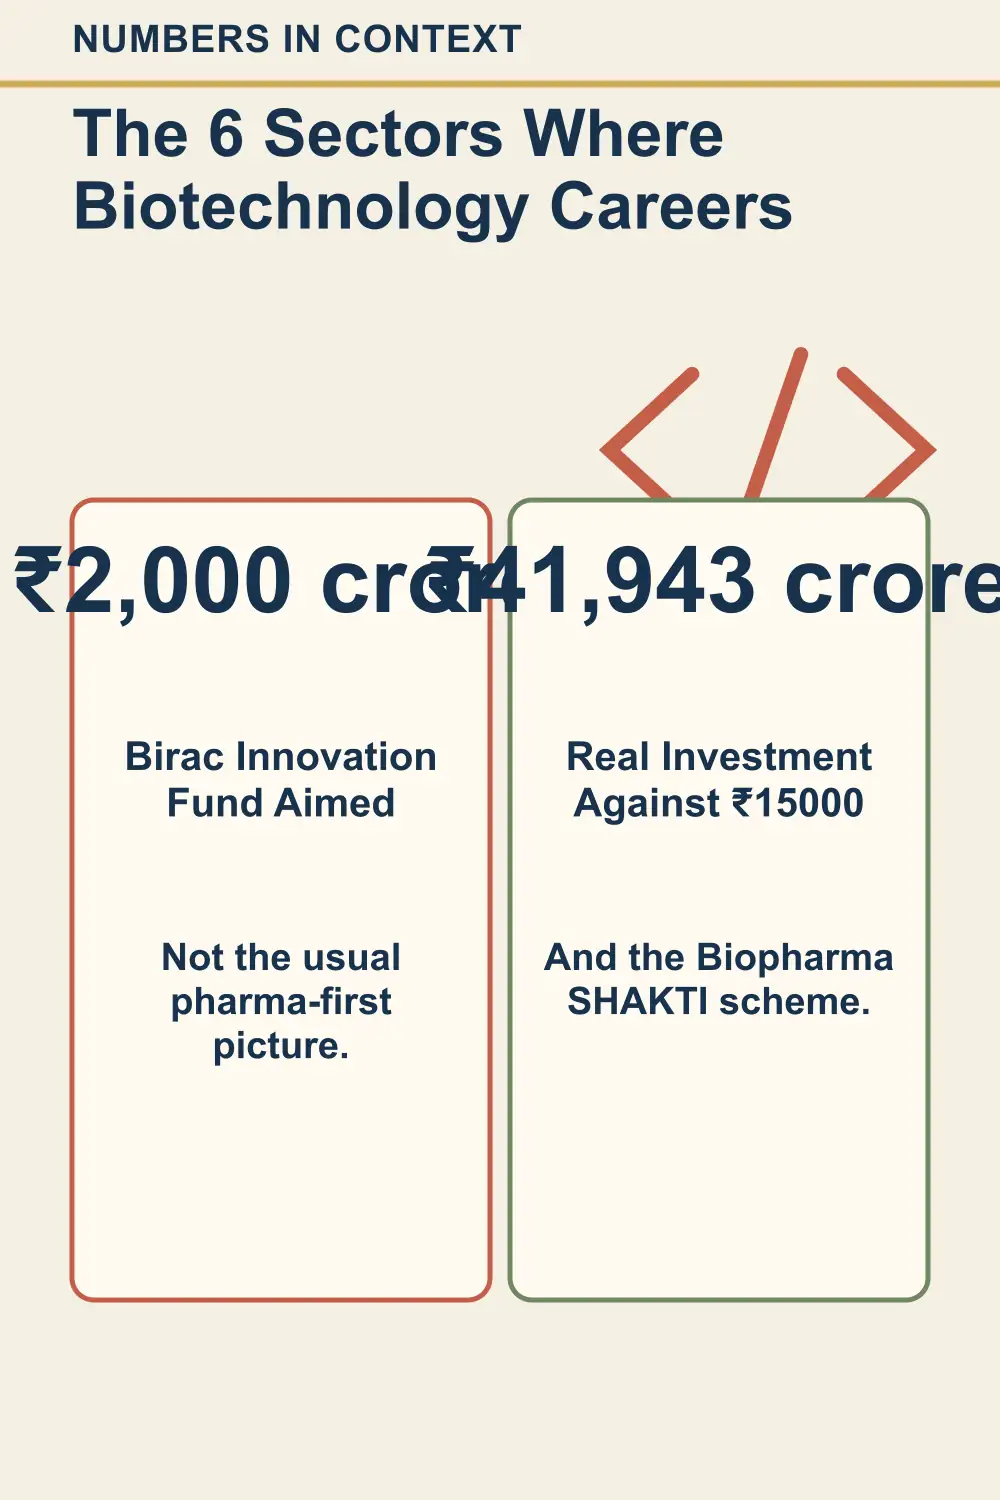 NUMBERS IN CONTEXT
The 6 Sectors Where
Biotechnology Careers
₹2,000 cror
₹41,943 crore
Birac Innovation
Fund Aimed
Real Investment
Against ₹15000
Not the usual
pharma-first
picture.
And the Biopharma
SHAKTI scheme.